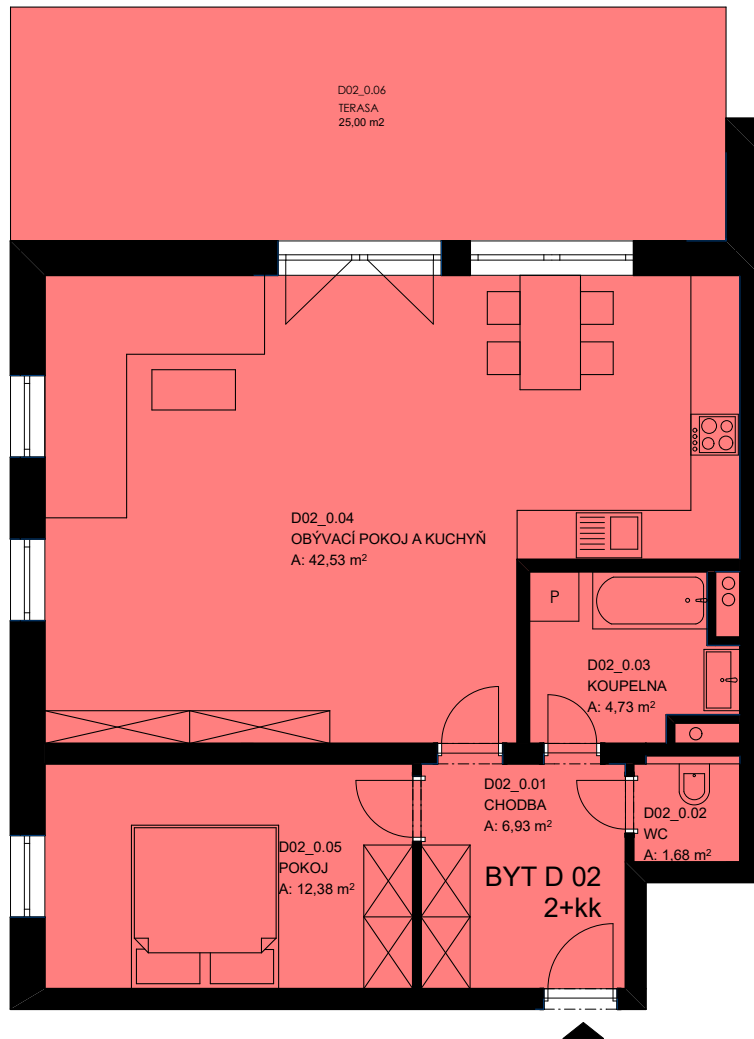 D02_0.06
TERASA
25,00 m2
D02_0.04
OBÝVACÍ POKOJ A KUCHYŇ
A: 42,53 m²
P
D02_0.03
KOUPELNA
A: 4,73 m²
D02_0.01
CHODBA
A: 6,93 m²
D02_0.02
WC
A: 1,68 m²
D02_0.05
POKOJ
A: 12,38 m²
BYT D 02
2+kk